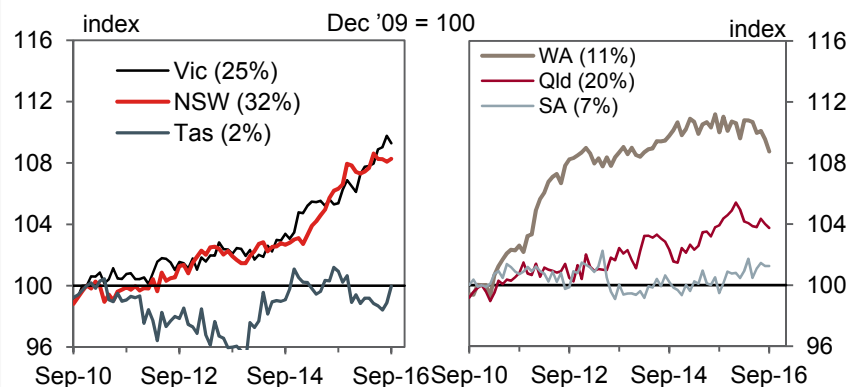 index
Dec ’09 = 100
index
116
112
108
104
100
96
Vic (25%)
NSW (32%)
Tas (2%)
Sep-10
Sep-12
Sep-14
Sep-16
WA (11%)
Qld (20%)
SA (7%)
116
112
108
104
100
96
Sep-10
Sep-12
Sep-14
Sep-16